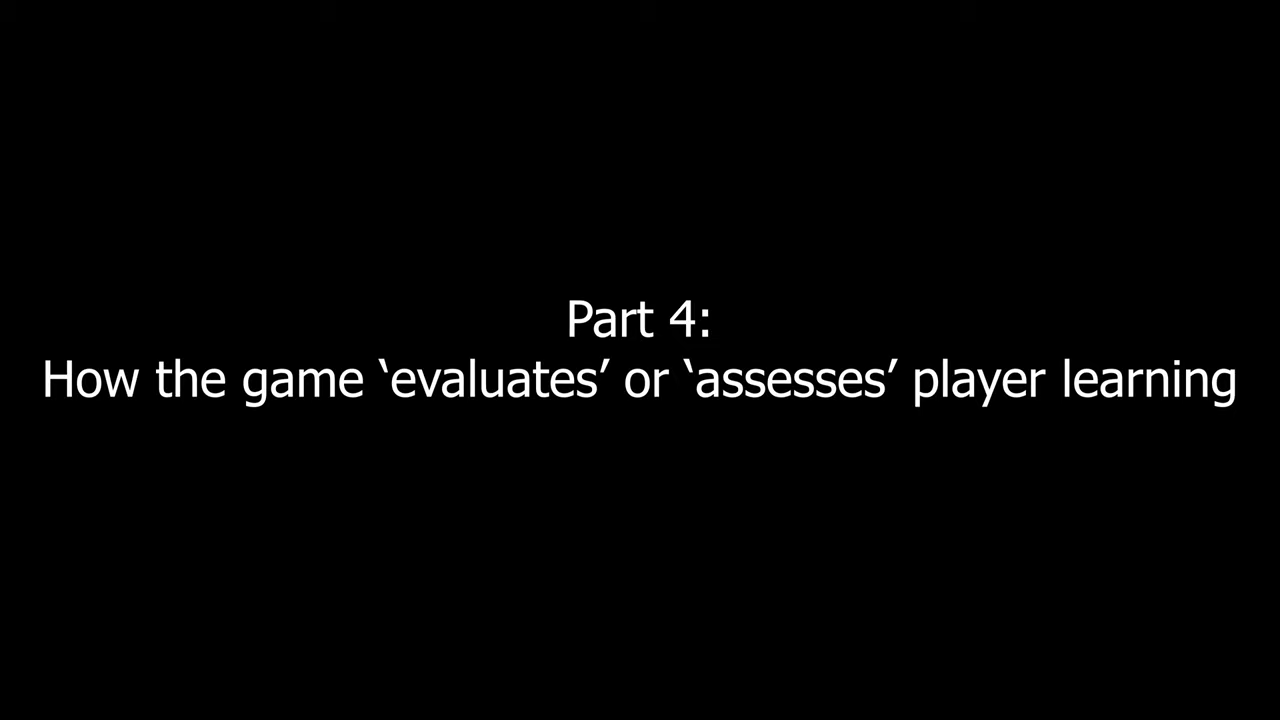 Part 4:
How the game ‘evaluates’ or ‘assesses’ player learning